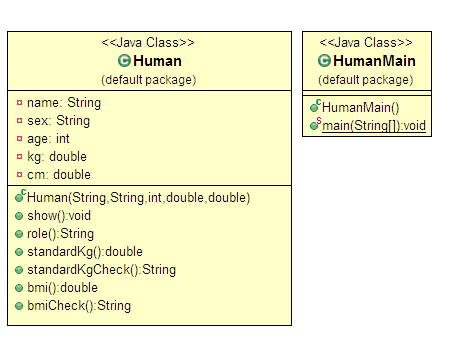 <<Java Class>>
Human
(default package)
name: String
sex: String
age: int
kg: double
cm: double
Human(String,String,int,double,double)
show():void
role():String
standardKg():double
standardKgCheck():String
bmi():double
bmiCheck():String
<<Java Class>>
HumanMain
(default package)
HumanMain()
main(String[]):void